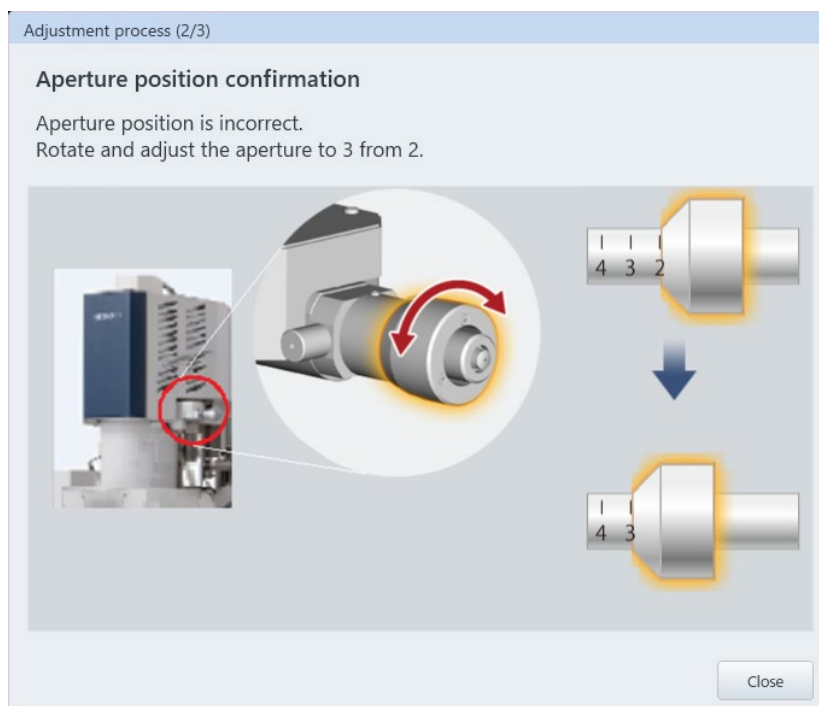 Adjustment process (2/3)
Aperture position confirmation
Aperture position is incorrect.
Rotate and adjust the aperture to 3 from 2.
4 3 2
4 3
Close